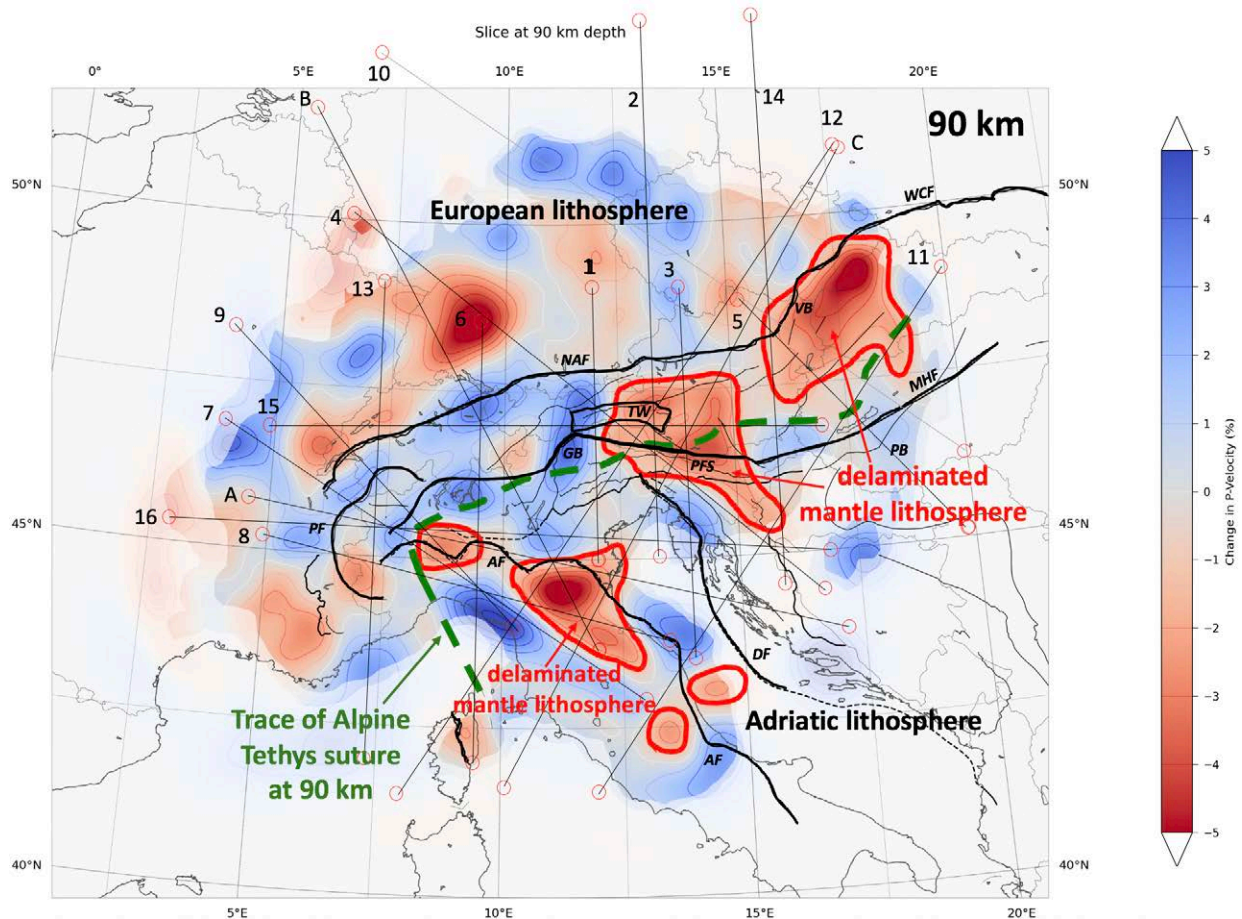 Slice at 90 km depth
0°
5°E
10°E
15°E
20°E
10
B
2
14
12
C
90 km
50°N
50°N
European lithosphere
WCF
4
11
13
1
3
9
6
5
VB
NAF
MHF
7
15
TW
GB
PFS
PB
delaminated
mantle lithosphere
A
16
8
PF
45°N
45°N
AF
DF
delaminated
mantle lithosphere
Trace of Alpine
Tethys suture
at 90 km
Adriatic lithosphere
AF
40°N
40°N
5°E
10°E
15°E
20°E
5
4
3
2
1
0
−1
−2
−3
−4
−5
Change in P-Velocity (%)